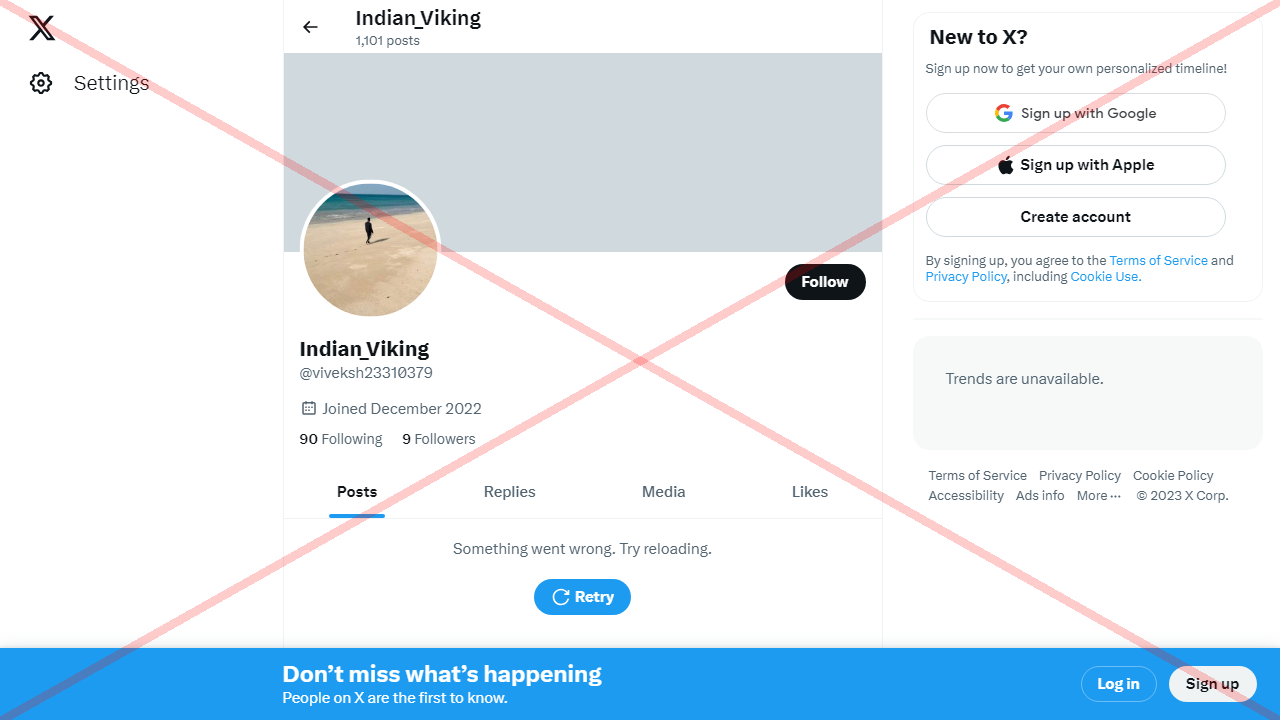 Settings
Indian_Viking
1,101 posts
Follow
Indian_Viking
@viveksh23310379
Joined December 2022
90 Following 9 Followers
Posts Replies Media Likes
Something went wrong. Try reloading.
Retry
New to X?
Sign up now to get your own personalized timeline!
Sign up with Google
Sign up with Apple
Create account
By signing up, you agree to the Terms of Service and
Privacy Policy, including Cookie Use.
Trends are unavailable.
Terms of Service Privacy Policy Cookie Policy
Accessibility Ads info More ··· © 2023 X Corp.
Don’t miss what’s happening
People on X are the first to know.
Log in Sign up